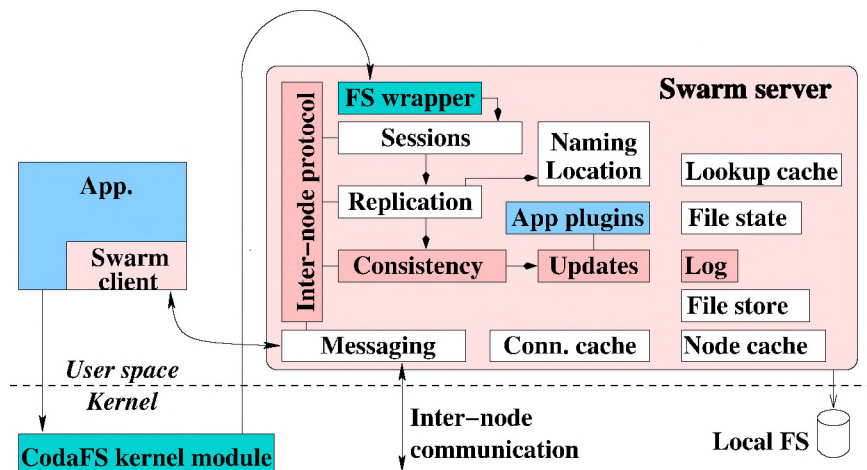 FS wrapper
Swarm server
Inter-node protocol
Sessions
Naming
Location
Lookup cache
App.
Replication
App plugins
File state
Swarm
client
Consistency
Updates
Log
File store
Messaging
Conn. cache
Node cache
User space
Kernel
Inter-node
communication
Local FS
CodaFS kernel module